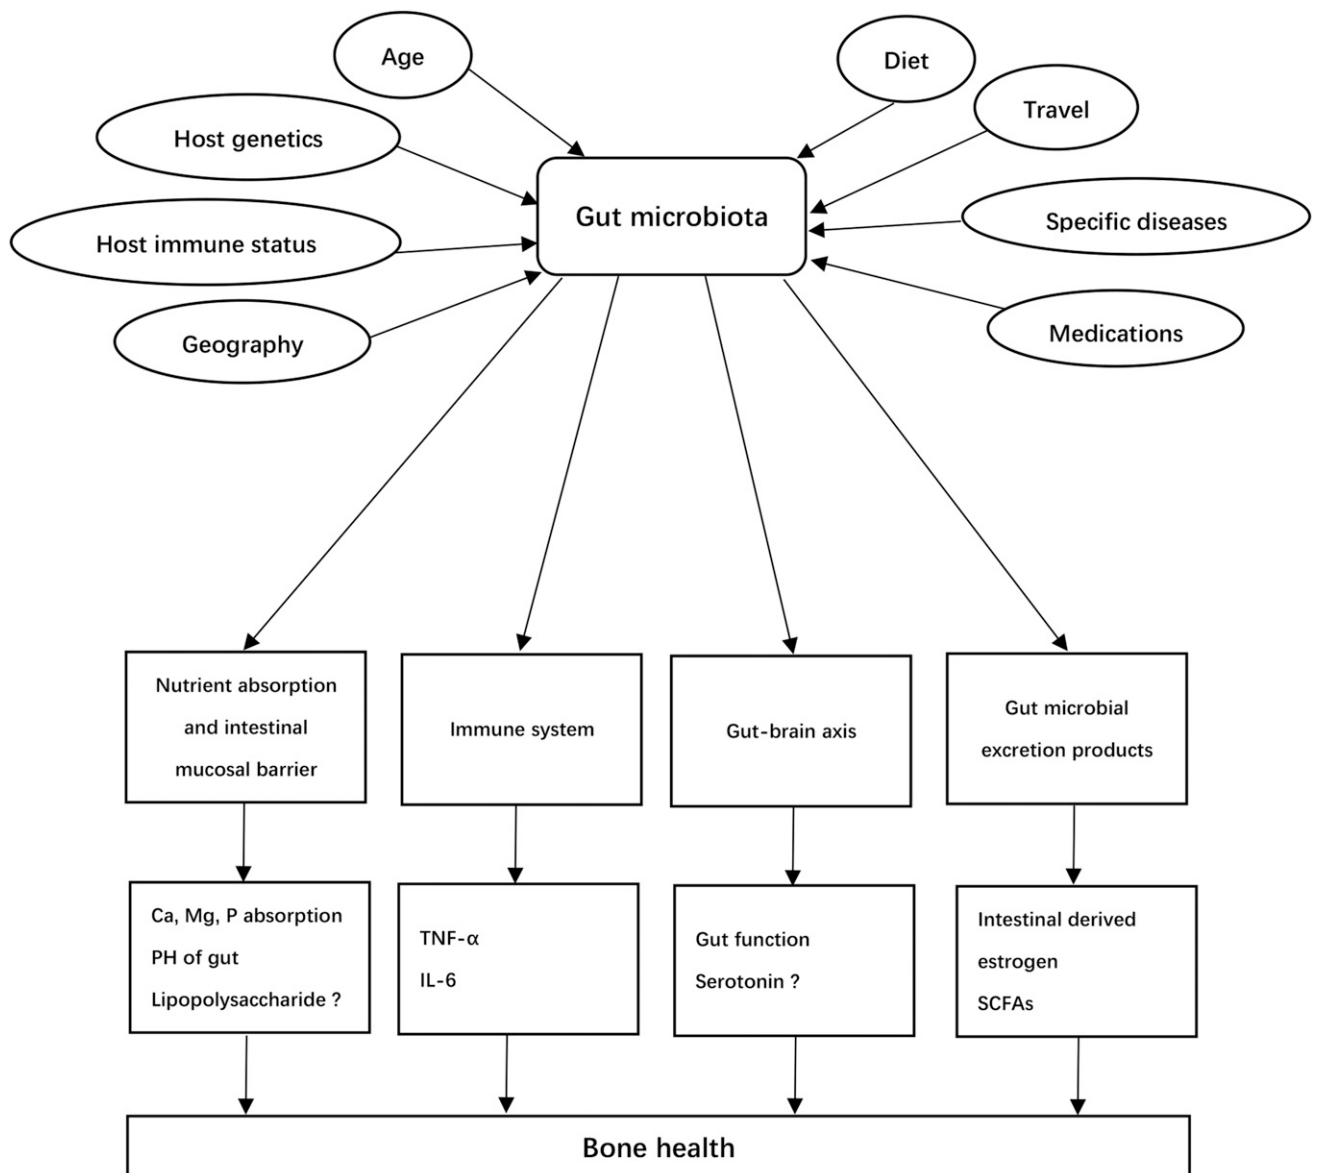 Age
Diet
Travel
Host genetics
Gut microbiota
Specific diseases
Host immune status
Medications
Geography
Nutrient absorption
and intestinal
mucosal barrier
Immune system
Gut-brain axis
Gut microbial
excretion products
Ca, Mg, P absorption
PH of gut
Lipopolysaccharide ?
TNF-α
IL-6
Gut function
Serotonin ?
Intestinal derived
estrogen
SCFAs
Bone health